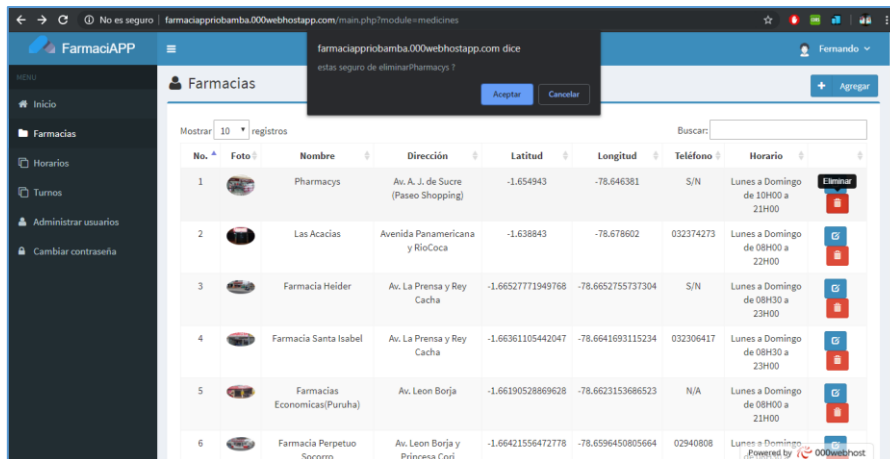 No es seguro | farmaciappriobamba.000webhostapp.com/main.php?module=medicines
FarmaciAPP
Fernando
farmaciappriobamba.000webhostapp.com dice
estas seguro de eliminarPharmacys ?
Aceptar Cancelar
MENU
Inicio
Farmacias
Horarios
Turnos
Administrar usuarios
Cambiar contraseña
Farmacias
+ Agregar
Mostrar 10 registros
Buscar:
No. Foto Nombre Dirección Latitud Longitud Teléfono Horario
1 Pharmacys Av. A. J. de Sucre (Paseo Shopping) -1.654943 -78.646381 S/N Lunes a Domingo de 10H00 a 21H00
Eliminar
2 Las Acacias Avenida Panamericana y RioCoca -1.638843 -78.678602 032374273 Lunes a Domingo de 08H00 a 22H00
3 Farmacia Heider Av. La Prensa y Rey Cacha -1.66527771949768 -78.6652755737304 S/N Lunes a Domingo de 08H30 a 23H00
4 Farmacia Santa Isabel Av. La Prensa y Rey Cacha -1.66361105442047 -78.6641693115234 032306417 Lunes a Domingo de 08H30 a 23H00
5 Farmacias Economicas(Puruha) Av. Leon Borja -1.66190528869628 -78.6623153686523 N/A Lunes a Domingo de 08H00 a 21H00
6 Farmacia Perpetuo Socorro Av. Leon Borja y Princesa Cori -1.66421556472778 -78.6596450805664 02940808 Lunes a Domingo
Powered by 000webhost